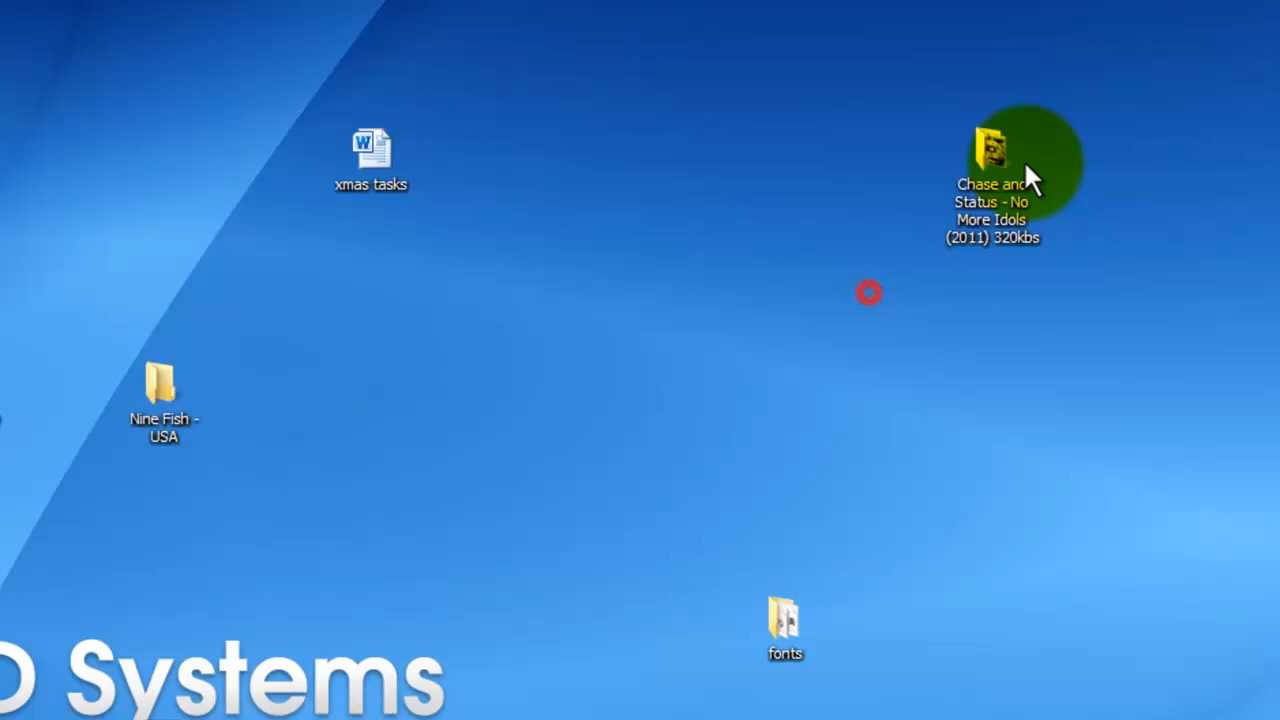 xmas tasks
Chase and
Status - No
More Idols
(2011) 320kbs
Nine Fish -
USA
fonts
Systems